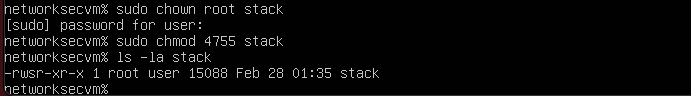 networksecvm% sudo chown root stack
[sudo] password for user:
networksecvm% sudo chmod 4755 stack
networksecvm% ls -la stack
-rwsr-xr-x 1 root user 15088 Feb 28 01:35 stack
networksecvm%